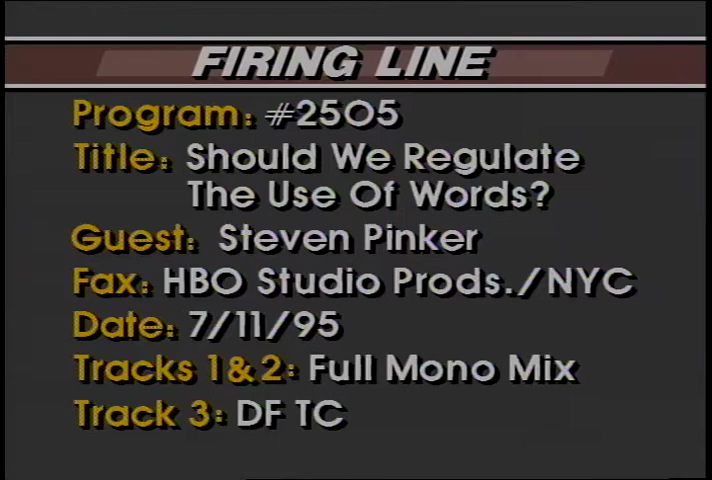 FIRING LINE
Program: #2505
Title: Should We Regulate
The Use Of Words?
Guest: Steven Pinker
Fax: HBO Studio Prods./NYC
Date: 7/11/95
Tracks 1&2: Full Mono Mix
Track 3: DF TC